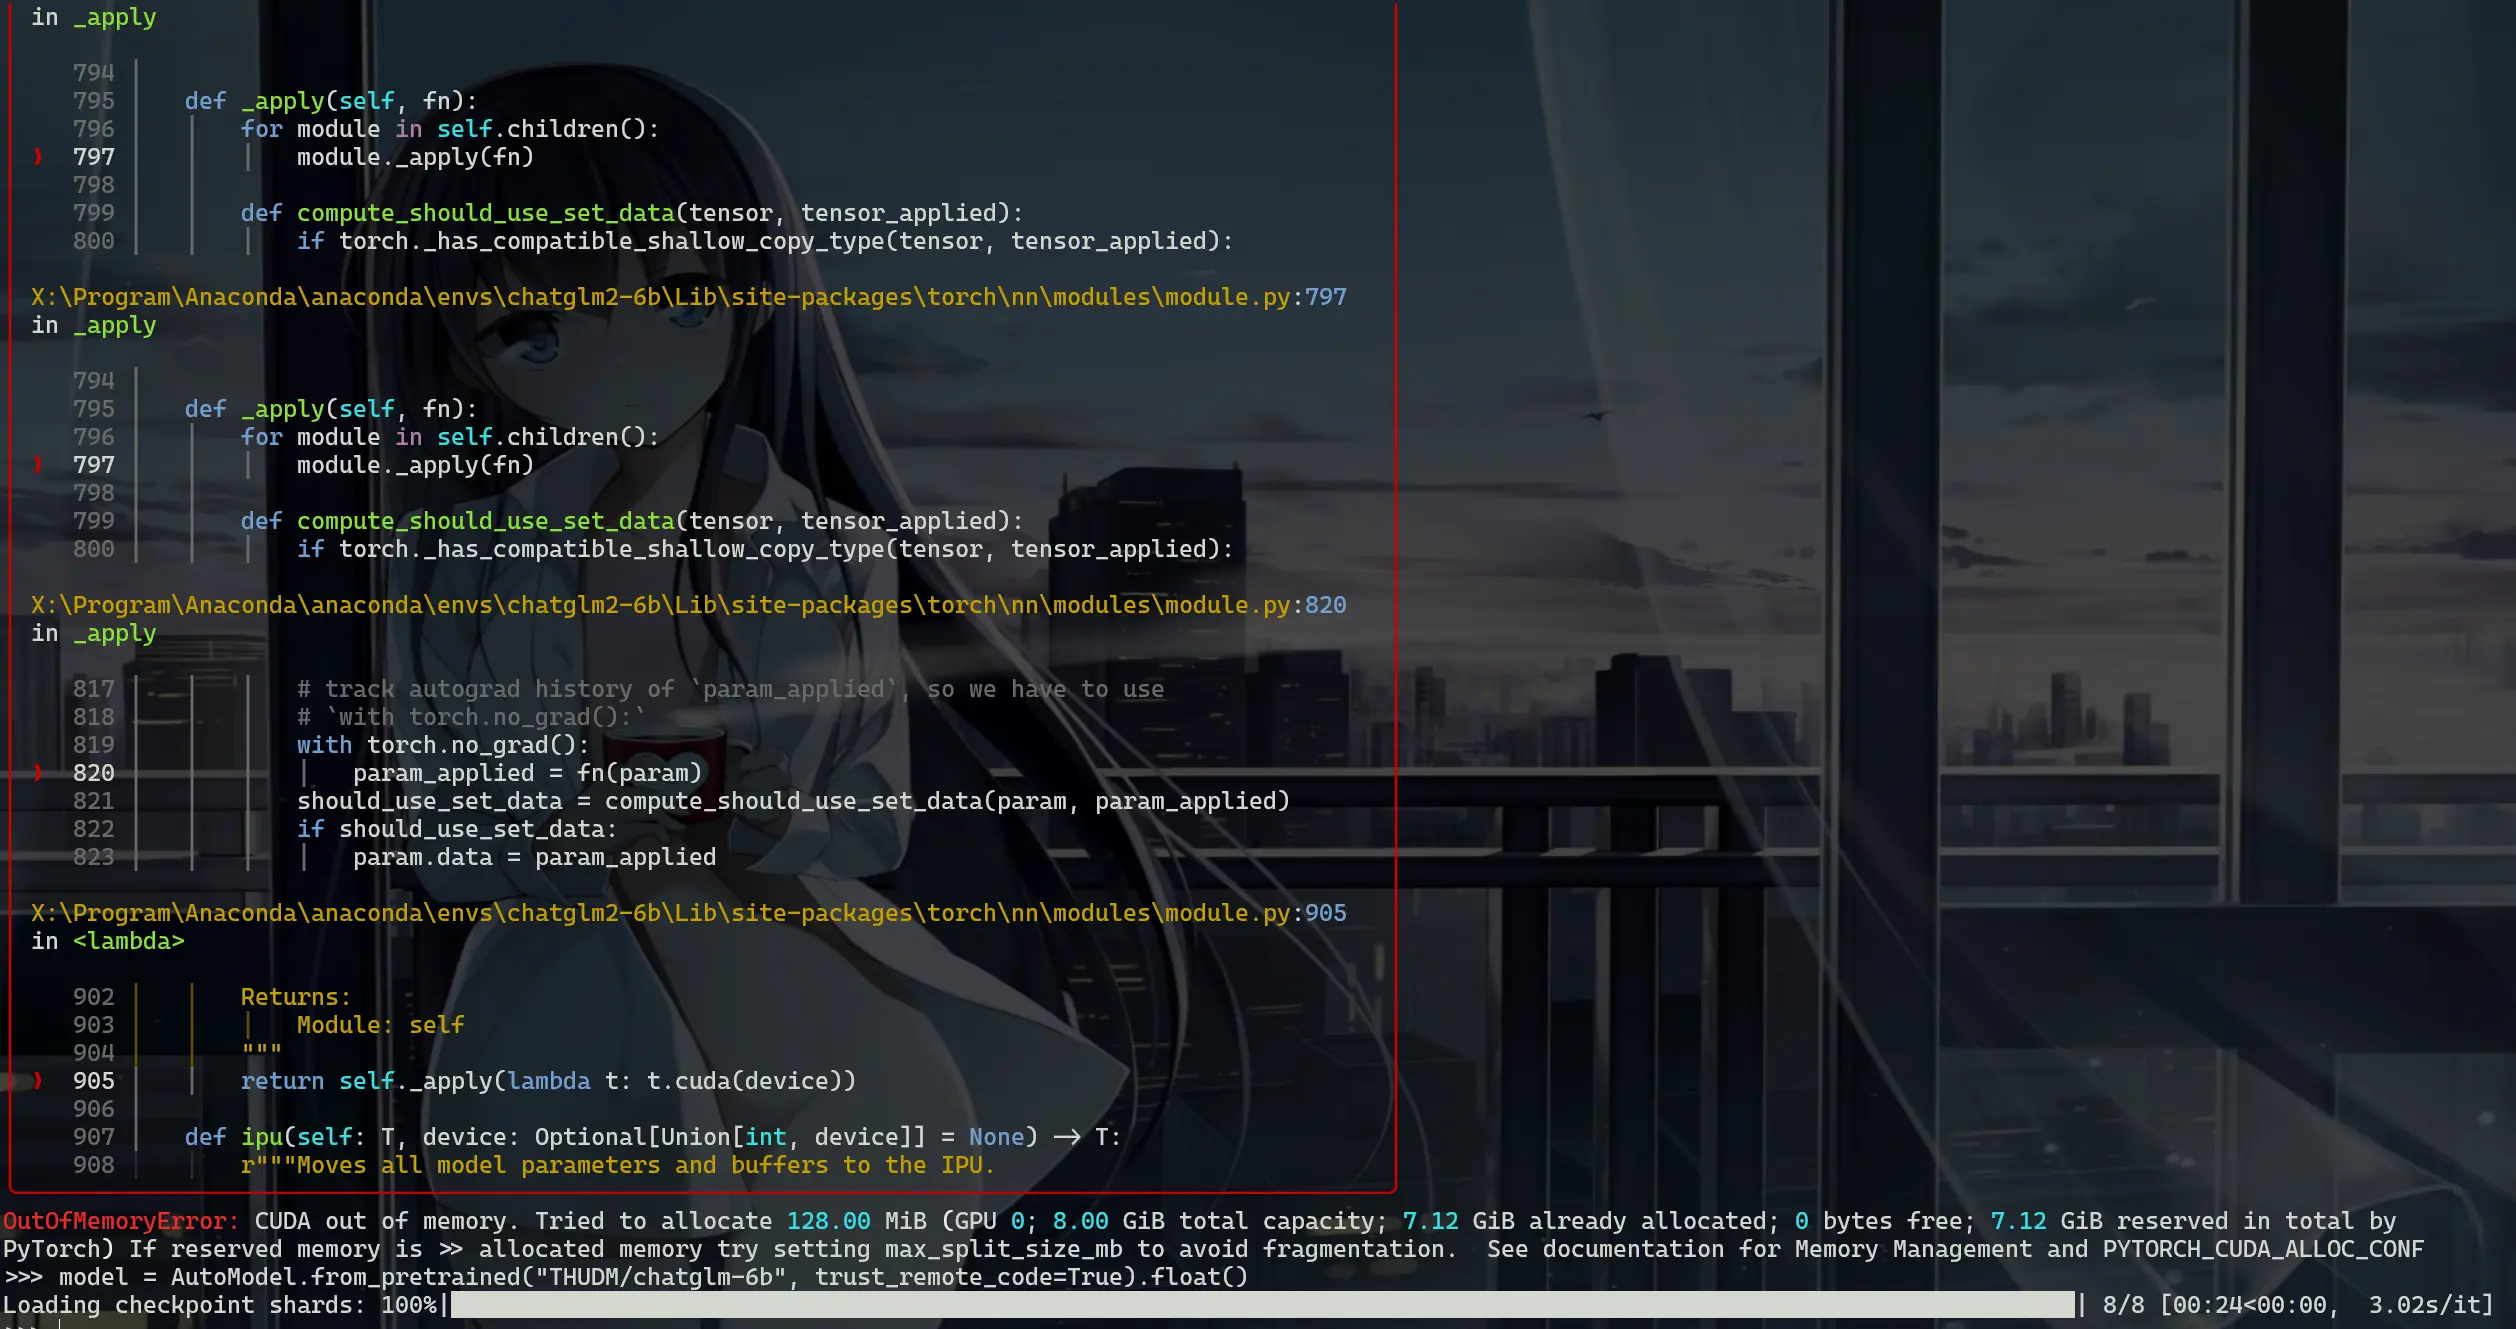 in _apply
794
795 def _apply(self, fn):
796 for module in self.children():
❱ 797 module._apply(fn)
798
799 def compute_should_use_set_data(tensor, tensor_applied):
800 if torch._has_compatible_shallow_copy_type(tensor, tensor_applied):
X:\Program\Anaconda\anaconda\envs\chatglm2-6b\Lib\site-packages\torch\nn\modules\module.py:797
in _apply
794
795 def _apply(self, fn):
796 for module in self.children():
❱ 797 module._apply(fn)
798
799 def compute_should_use_set_data(tensor, tensor_applied):
800 if torch._has_compatible_shallow_copy_type(tensor, tensor_applied):
X:\Program\Anaconda\anaconda\envs\chatglm2-6b\Lib\site-packages\torch\nn\modules\module.py:820
in _apply
817 # track autograd history of `param_applied`, so we have to use
818 # `with torch.no_grad():`
819 with torch.no_grad():
❱ 820 param_applied = fn(param)
821 should_use_set_data = compute_should_use_set_data(param, param_applied)
822 if should_use_set_data:
823 param.data = param_applied
X:\Program\Anaconda\anaconda\envs\chatglm2-6b\Lib\site-packages\torch\nn\modules\module.py:905
in <lambda>
902 Returns:
903 Module: self
904 """
❱ 905 return self._apply(lambda t: t.cuda(device))
906
907 def ipu(self: T, device: Optional[Union[int, device]] = None) -> T:
908 r"""Moves all model parameters and buffers to the IPU.
OutOfMemoryError: CUDA out of memory. Tried to allocate 128.00 MiB (GPU 0; 8.00 GiB total capacity; 7.12 GiB already allocated; 0 bytes free; 7.12 GiB reserved in total by
PyTorch) If reserved memory is >> allocated memory try setting max_split_size_mb to avoid fragmentation.  See documentation for Memory Management and PYTORCH_CUDA_ALLOC_CONF
>>> model = AutoModel.from_pretrained("THUDM/chatglm-6b", trust_remote_code=True).float()
Loading checkpoint shards: 100%| | 8/8 [00:24<00:00,  3.02s/it]
>>>